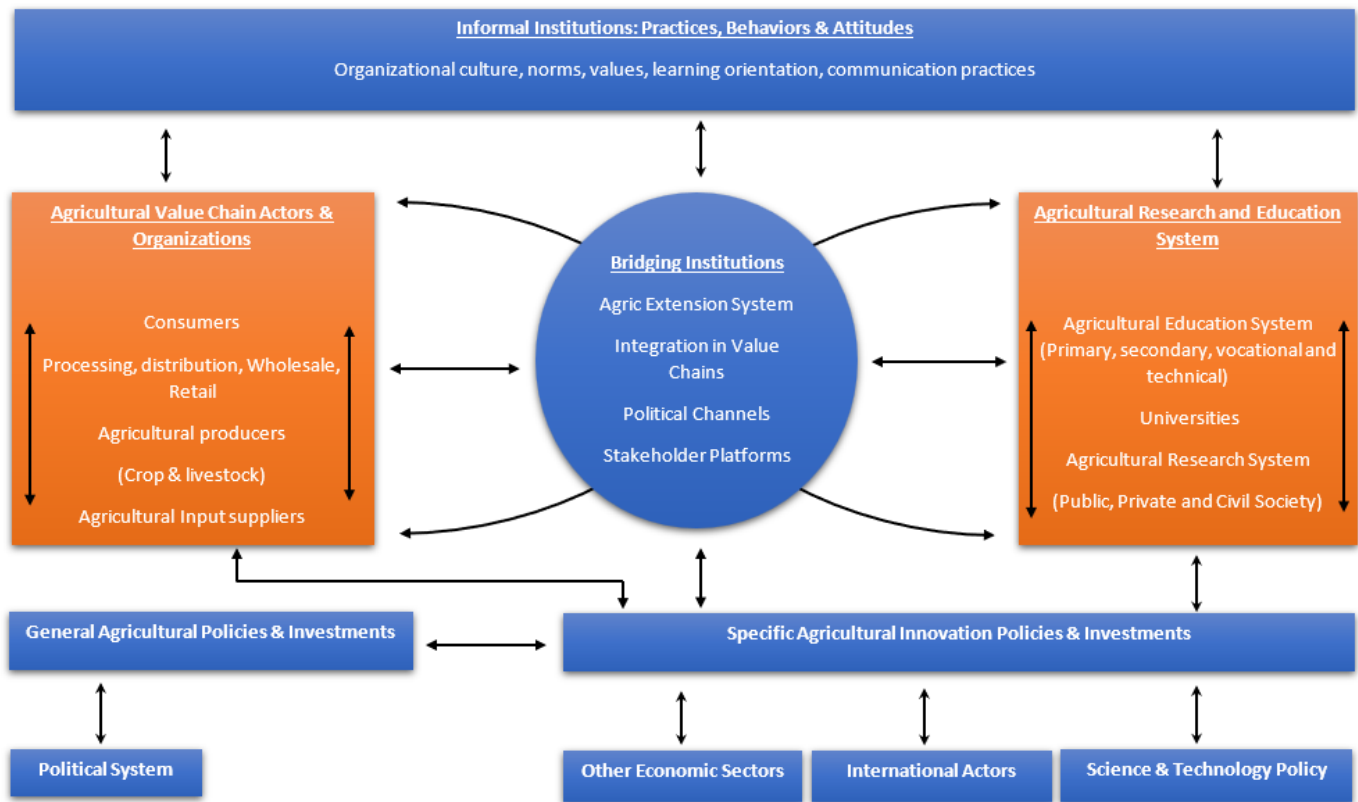 Informal Institutions: Practices, Behaviors & Attitudes
Organizational culture, norms, values, learning orientation, communication practices
Agricultural Value Chain Actors &
Organizations
Consumers
Processing, distribution, Wholesale,
Retail
Agricultural producers
(Crop & livestock)
Agricultural Input suppliers
Bridging Institutions
Agric Extension System
Integration in Value
Chains
Political Channels
Stakeholder Platforms
Agricultural Research and Education
System
Agricultural Education System
(Primary, secondary, vocational and
technical)
Universities
Agricultural Research System
(Public, Private and Civil Society)
General Agricultural Policies & Investments
Specific Agricultural Innovation Policies & Investments
Political System
Other Economic Sectors
International Actors
Science & Technology Policy